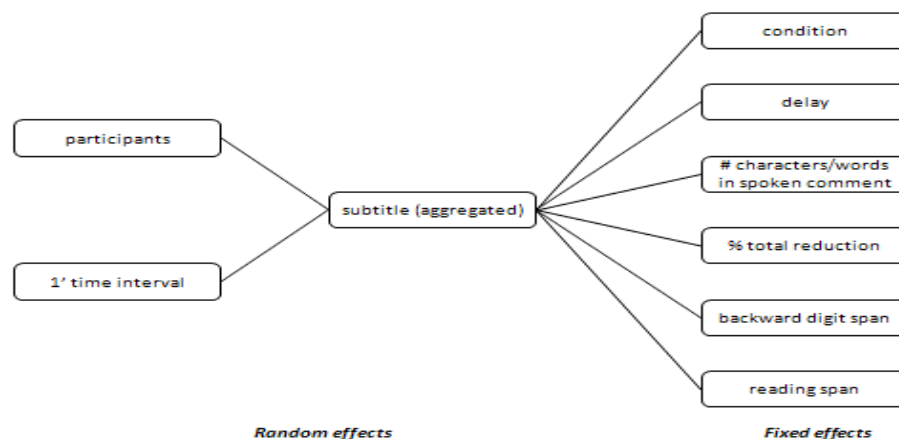 condition
delay
participants
# characters/words
in spoken comment
subtitle (aggregated)
% total reduction
1’ time interval
backward digit span
reading span
Random effects
Fixed effects